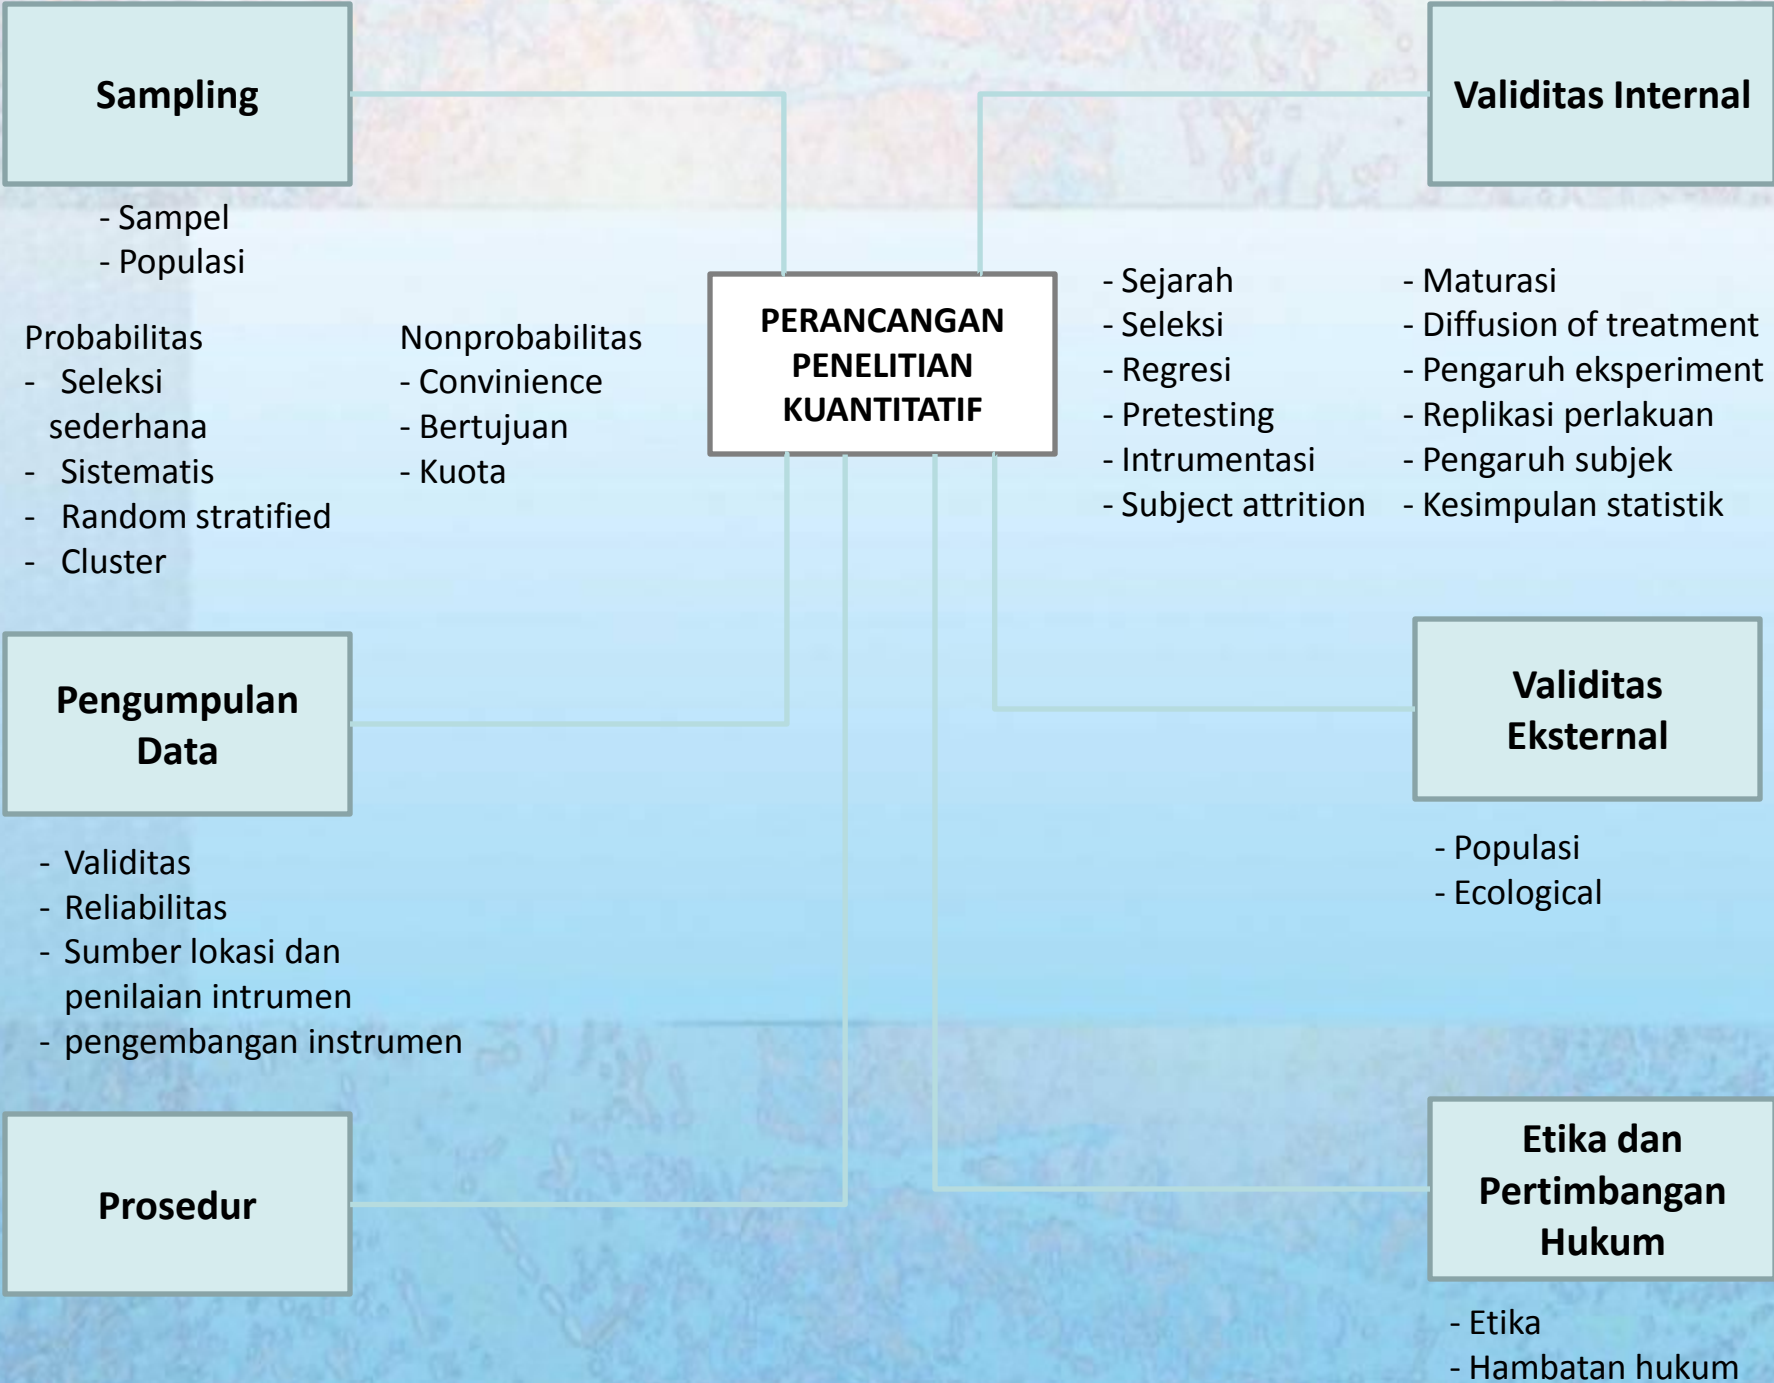 Sampling
- Sampel
- Populasi
Probabilitas
- Seleksi
sederhana
- Sistematis
- Random stratified
- Cluster
Nonprobabilitas
- Convinience
- Bertujuan
- Kuota
PERANCANGAN
PENELITIAN
KUANTITATIF
Validitas Internal
- Sejarah
- Seleksi
- Regresi
- Pretesting
- Intrumentasi
- Subject attrition
- Maturasi
- Diffusion of treatment
- Pengaruh eksperiment
- Replikasi perlakuan
- Pengaruh subjek
- Kesimpulan statistik
Pengumpulan
Data
- Validitas
- Reliabilitas
- Sumber lokasi dan
penilaian intrumen
- pengembangan instrumen
Validitas
Eksternal
- Populasi
- Ecological
Prosedur
Etika dan
Pertimbangan
Hukum
- Etika
- Hambatan hukum